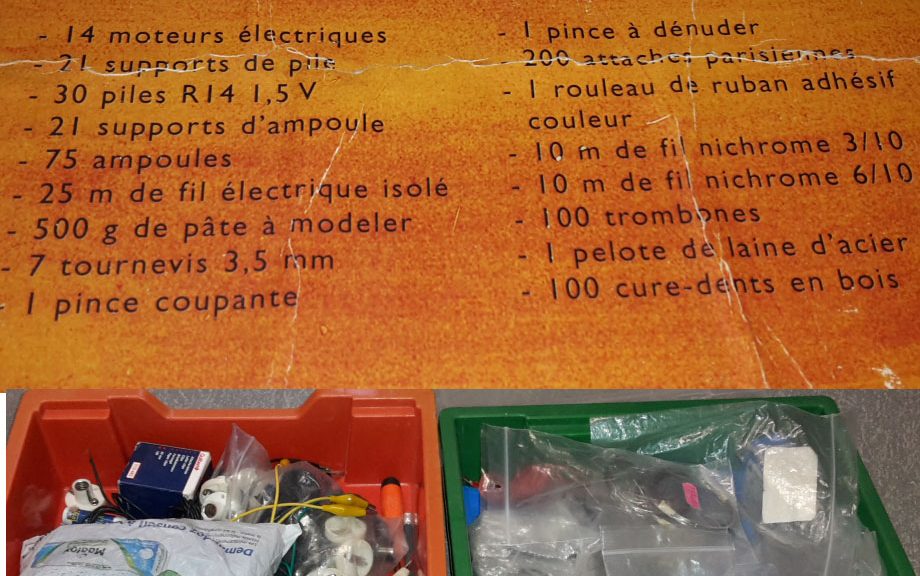 - 14 moteurs électriques
- 21 supports de pile
- 30 piles R14 1,5 V
- 21 supports d'ampoule
- 75 ampoules
- 25 m de fil électrique isolé
- 500 g de pâte à modeler
- 7 tournevis 3,5 mm
- 1 pince coupante
- 1 pince à dénuder
- 200 attaches parisiennes
- 1 rouleau de ruban adhésif
couleur
- 10 m de fil nichrome 3/10
- 10 m de fil nichrome 6/10
- 100 trombones
- 1 pelote de laine d'acier
- 100 cure-dents en bois